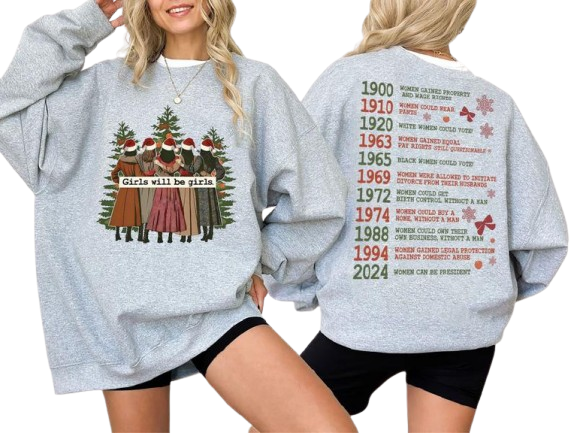 Girls will be girls.
1900 WOMEN GAINED PROPERTY
AND WAGE RIGHTS
1910 WOMEN COULD WEAR
PANTS
1920 WHITE WOMEN COULD VOTE!
1963 WOMEN GAINED EQUAL
PAY RIGHTS STILL QUESTIONABLE
1965 BLACK WOMEN COULD VOTE!
1969 WOMEN WERE ALLOWED TO INITIATE
DIVORCE FROM THEIR HUSBANDS
1972 WOMEN COULD GET
BIRTH CONTROL WITHOUT A MAN
1974 WOMEN COULD BUY A
HOME, WITHOUT A MAN
1988 WOMEN COULD OWN THEIR
OWN BUSINESS, WITHOUT A MAN
1994 WOMEN GAINED LEGAL PROTECTION
AGAINST DOMESTIC ABUSE
2024 WOMEN CAN BE PRESIDENT